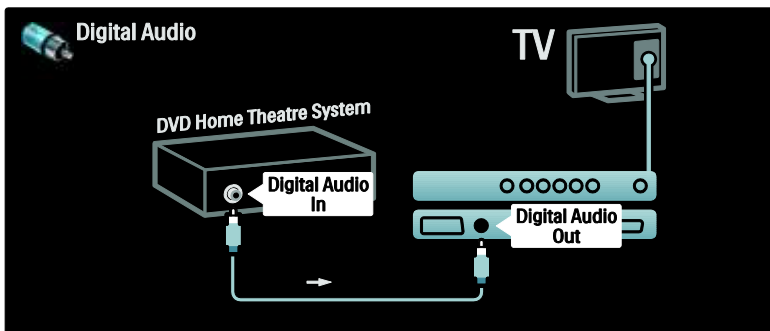 Digital Audio
TV
DVD Home Theatre System
Digital Audio
In
Digital Audio
Out